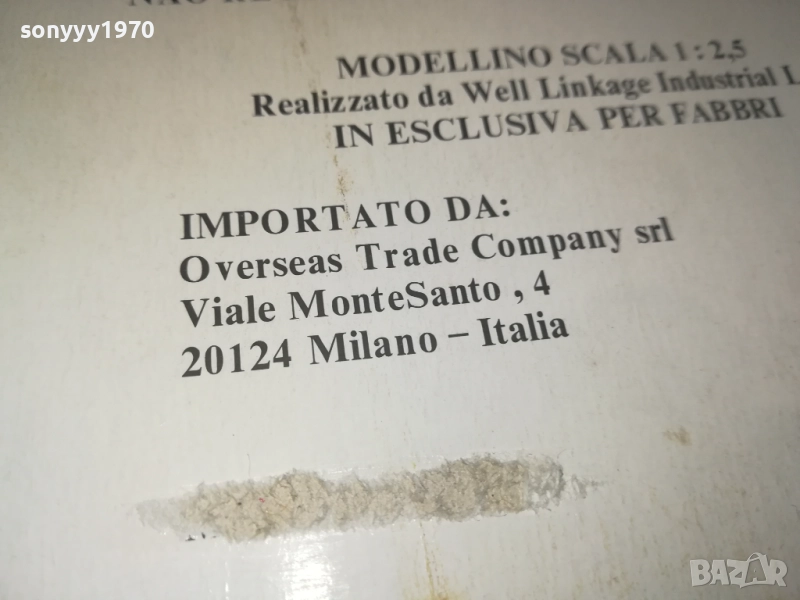 sonyyy1970
MODELLINO SCALA 1 : 2,5
Realizzato da Well Linkage Industrial L
IN ESCLUSIVA PER FABBRI
IMPORTATO DA:
Overseas Trade Company srl
Viale MonteSanto , 4
20124 Milano – Italia
BAZAR